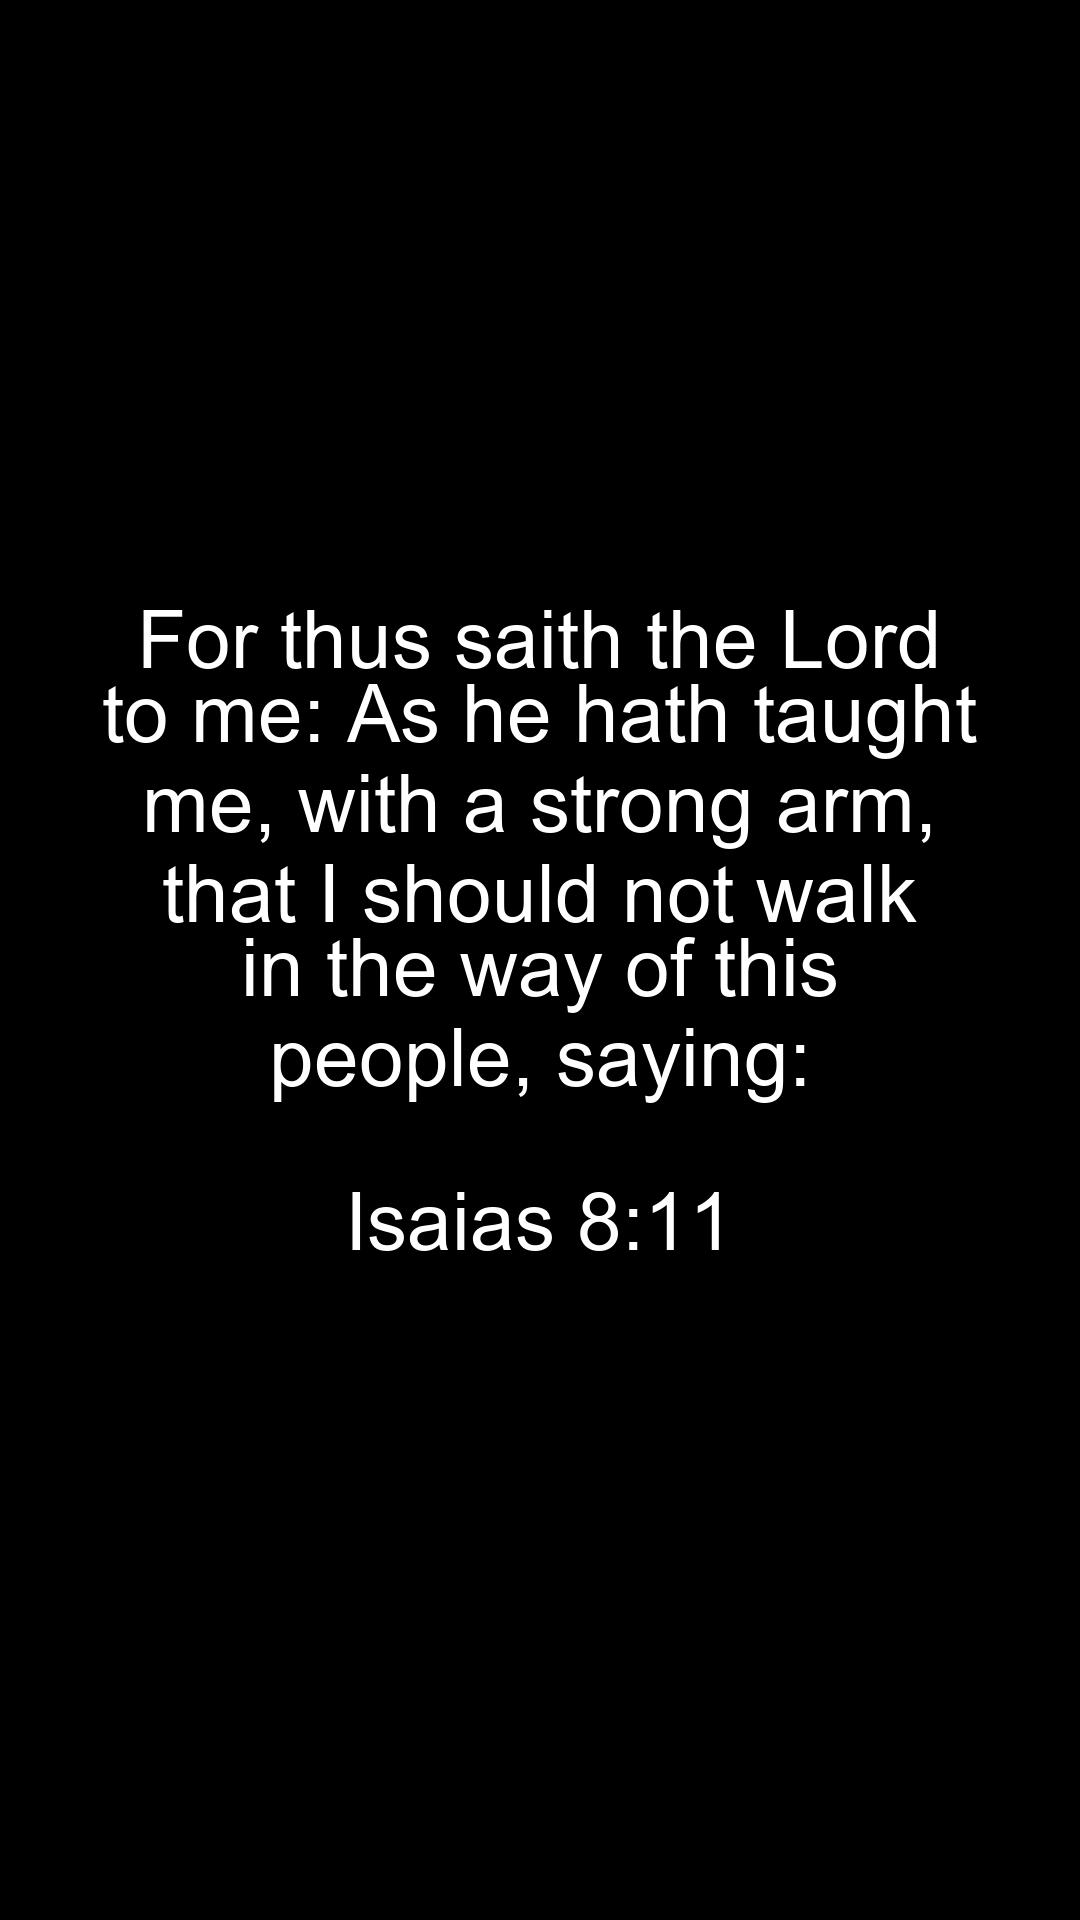 For thus saith the Lord
to me: As he hath taught
me, with a strong arm,
that I should not walk
in the way of this
people, saying:
Isaias 8:11